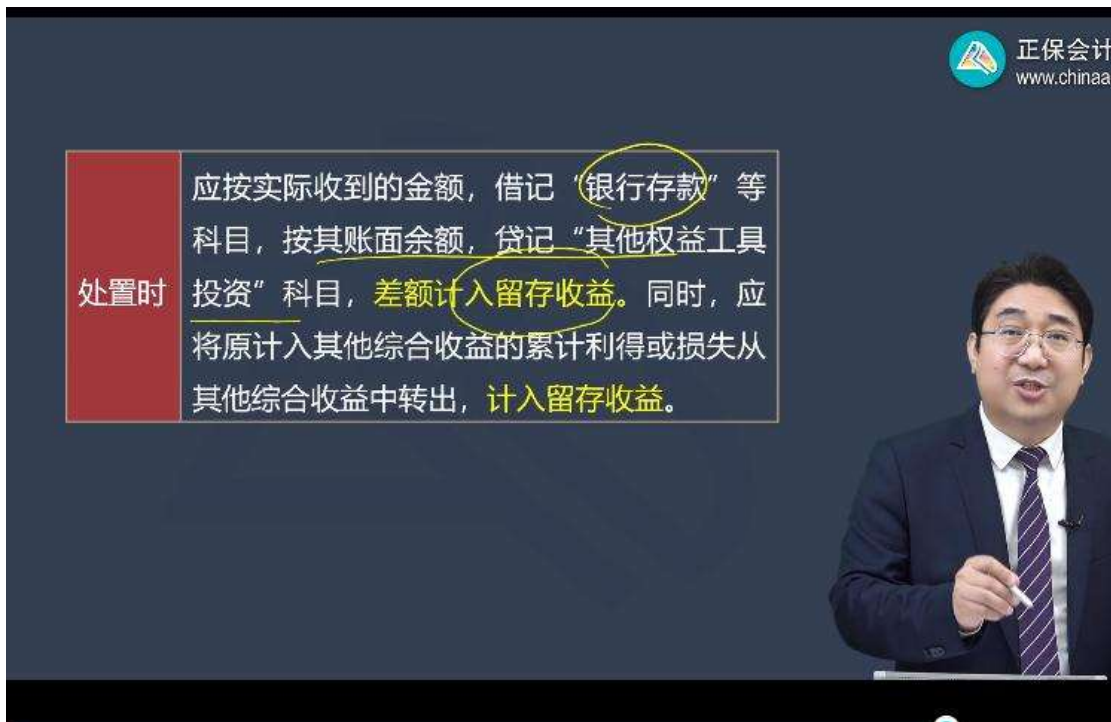 正保会计
www.chinaa
处置时
应按实际收到的金额，借记“银行存款”等
科目，按其账面余额，贷记“其他权益工具
投资”科目，差额计入留存收益。同时，应
将原计入其他综合收益的累计利得或损失从
其他综合收益中转出，计入留存收益。